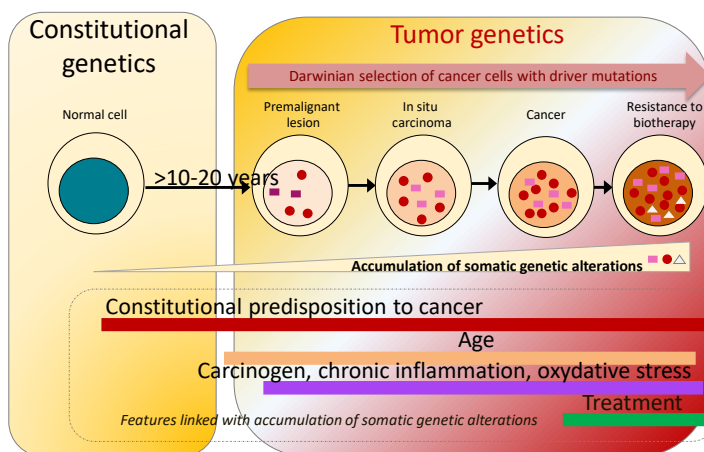 Constitutional
genetics
Tumor genetics
Darwinian selection of cancer cells with driver mutations
Normal cell
Premalignant
lesion
In situ
carcinoma
Cancer
Resistance to
biotherapy
>10-20 years
Accumulation of somatic genetic alterations
Constitutional predisposition to cancer
Age
Carcinogen, chronic inflammation, oxydative stress
Treatment
Features linked with accumulation of somatic genetic alterations